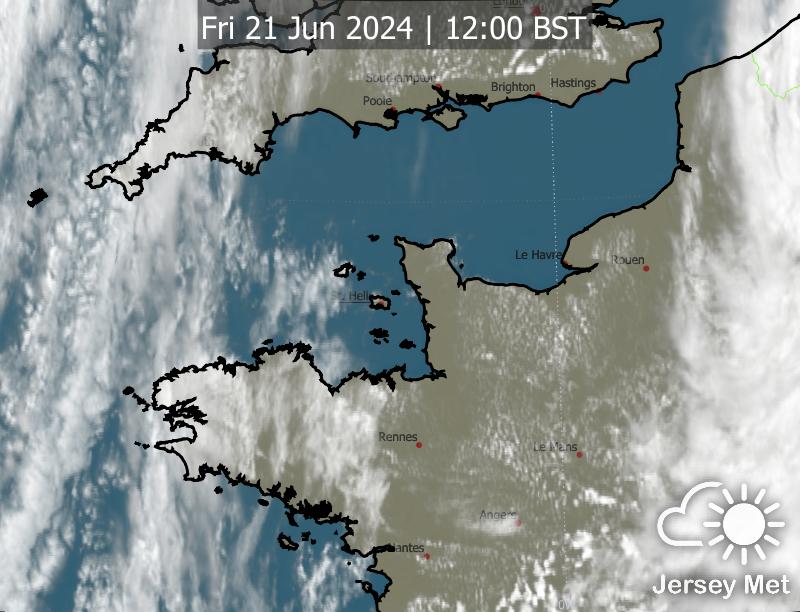 London
Fri 21 Jun 2024 | 12:00 BST
Southampton
Brighton
Hastings
Poole
Le Havre
Rouen
St. Helier
Rennes
Le Mans
Angers
Nantes
Jersey Met